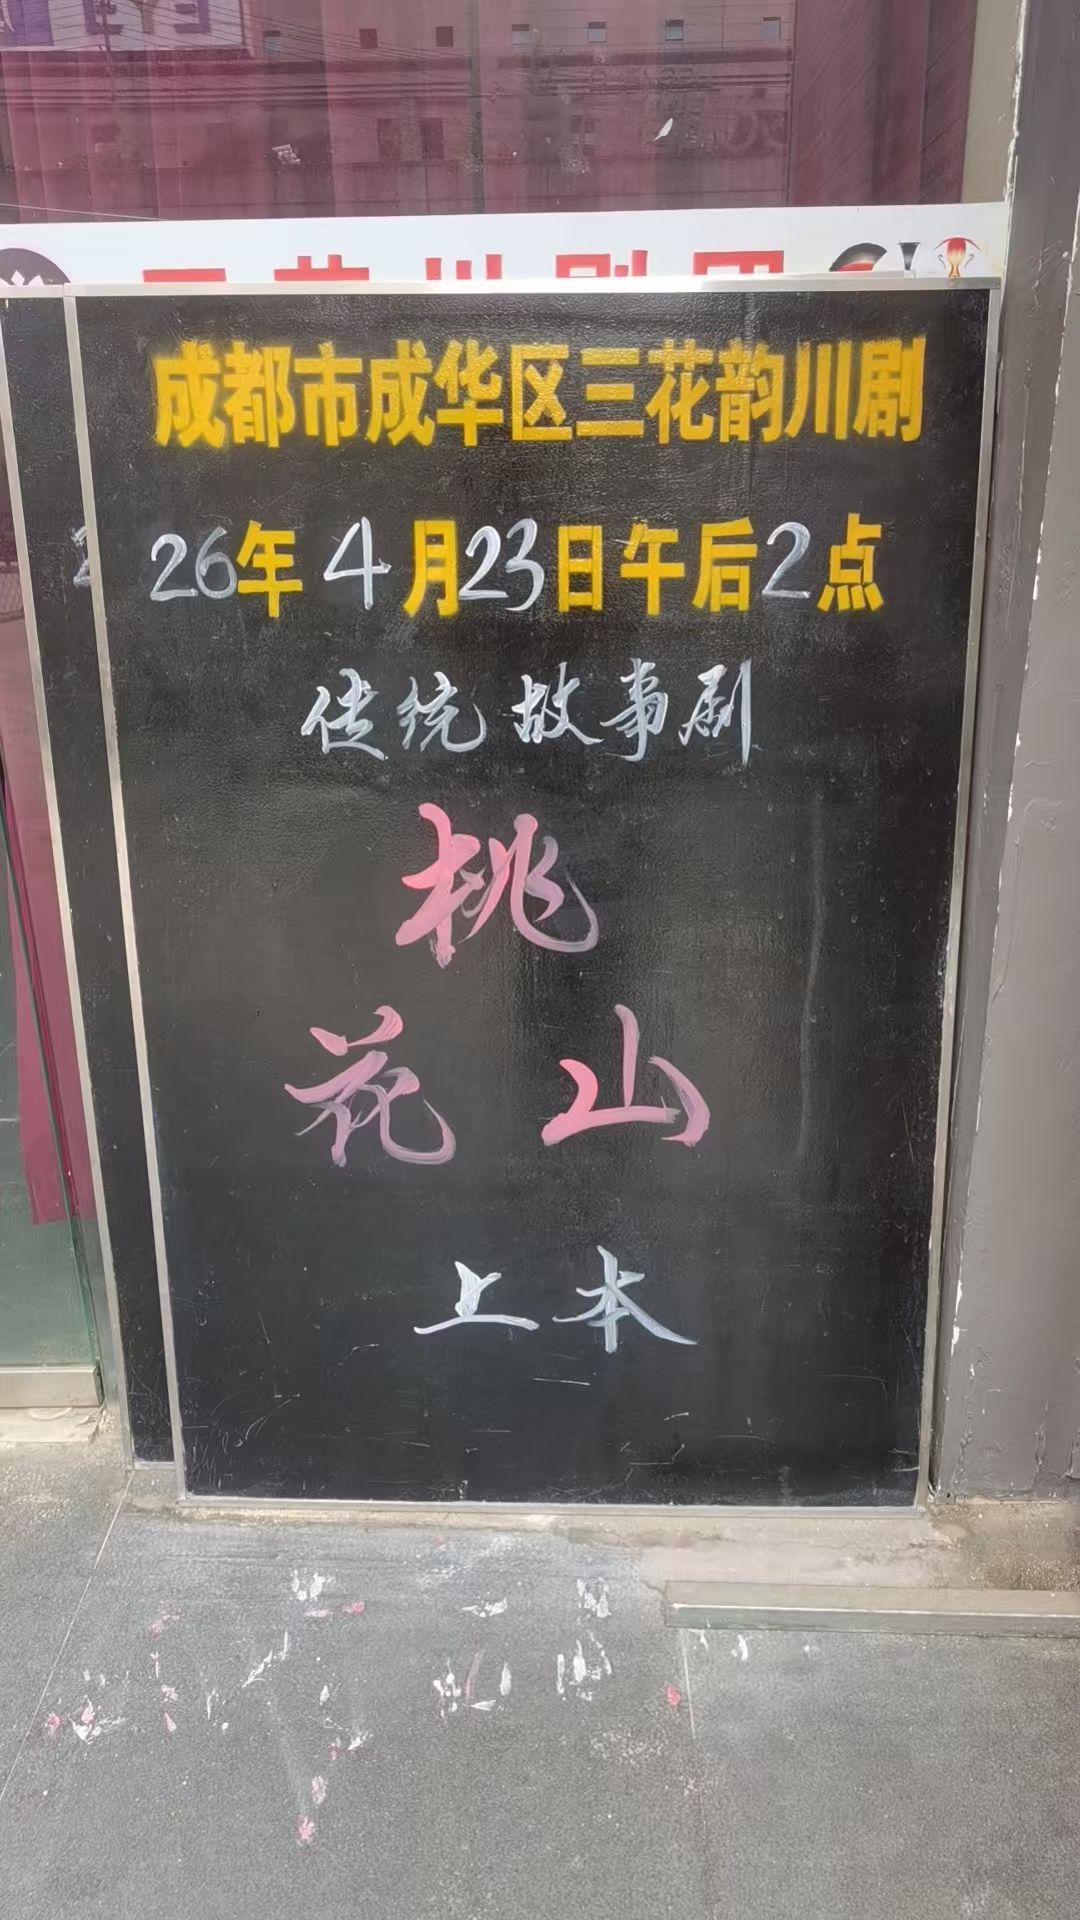 成都市成华区三花韵川剧
26年4月23日午后2点
传统故事剧
桃
花山
上本